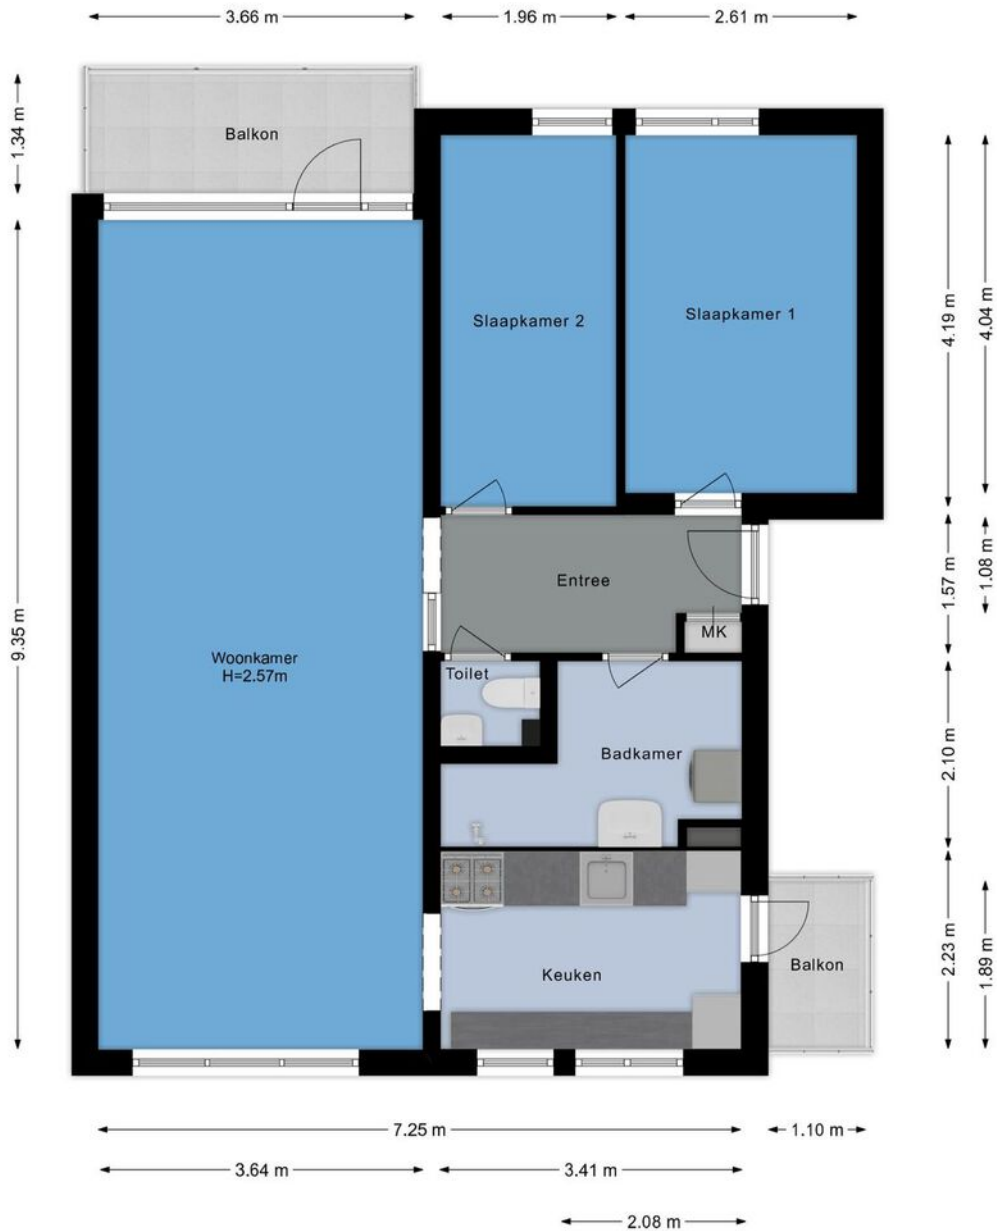 3.66 m
1.96 m
2.61 m
1.34 m
Balkon
Slaapkamer 2
Slaapkamer 1
4.19 m
4.04 m
9.35 m
Entree
1.57 m
1.08 m
MK
Woonkamer
H=2.57m
Toilet
Badkamer
2.10 m
Keuken
Balkon
2.23 m
1.89 m
7.25 m
1.10 m
3.64 m
3.41 m
2.08 m